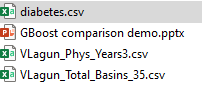 diabetes.csv
GBoost comparison demo.pptx
VLagun_Phys_Years3.csv
VLagun_Total_Basins_35.csv